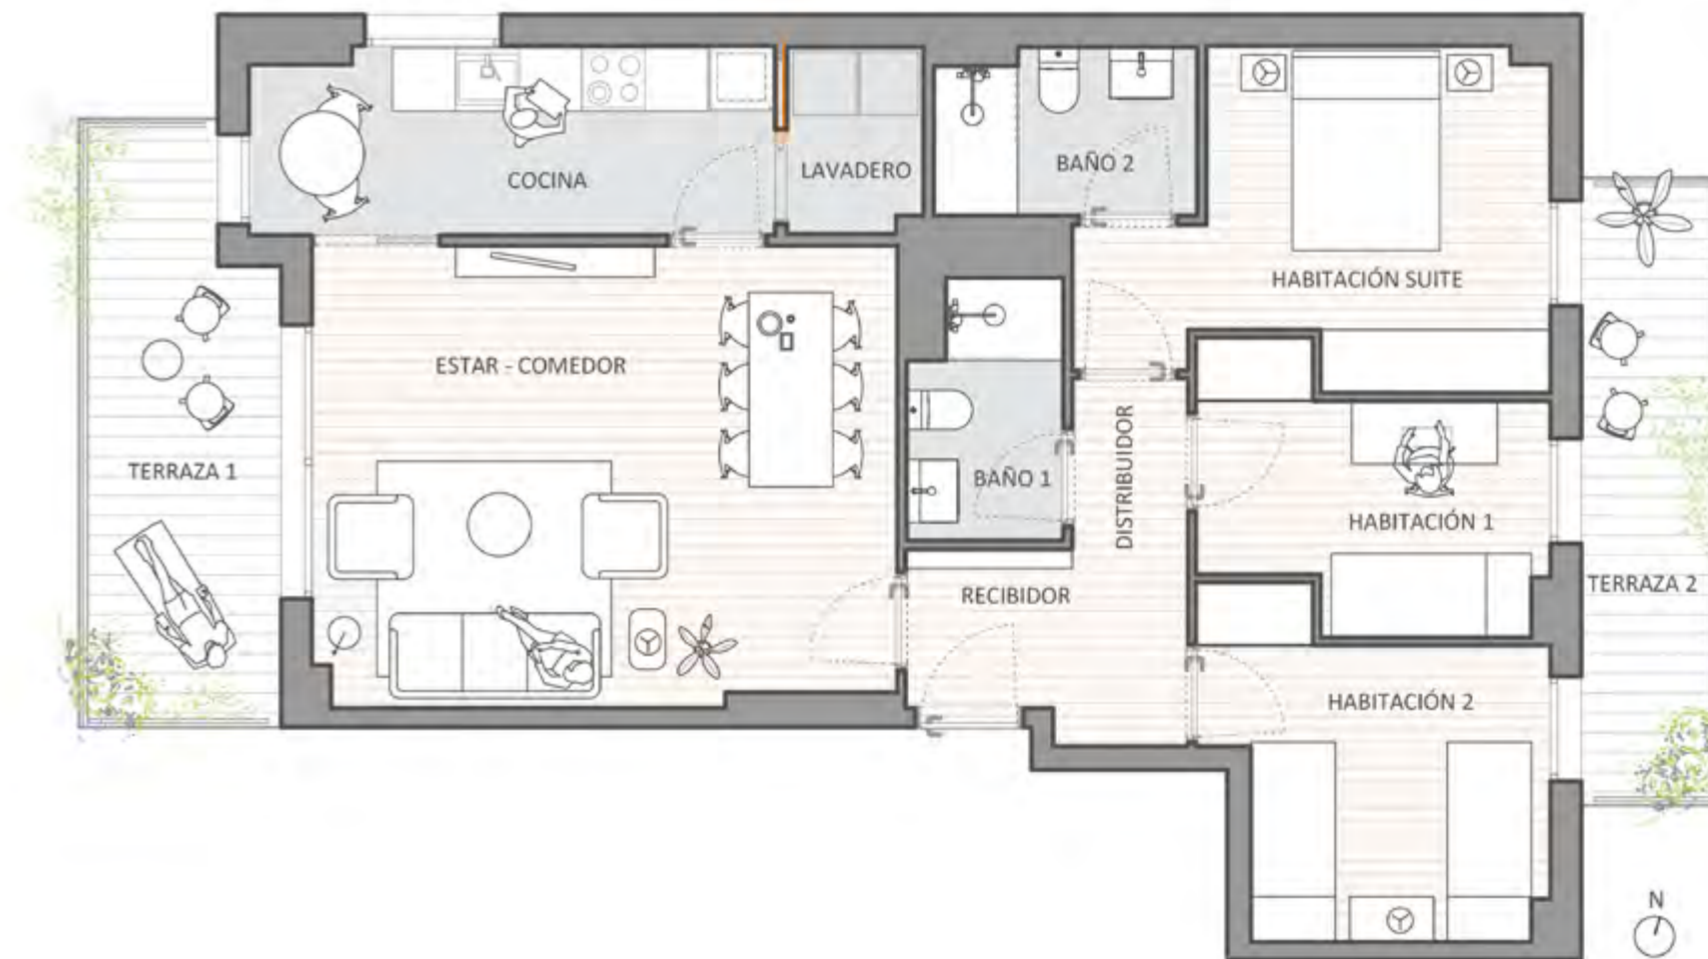 COCINA
LAVADERO
BAÑO 2
HABITACIÓN SUITE
ESTAR - COMEDOR
TERRAZA 1
BAÑO 1
DISTRIBUIDOR
HABITACIÓN 1
RECIBIDOR
TERRAZA 2
HABITACIÓN 2
N